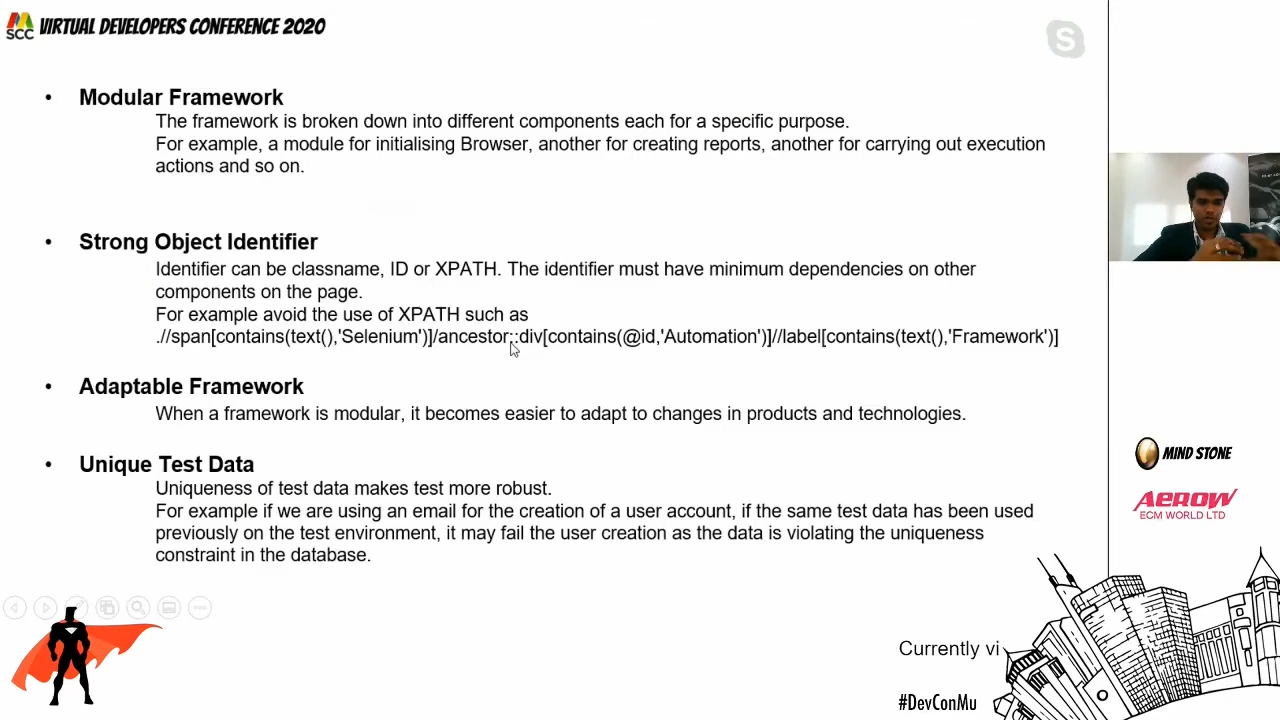 SCC VIRTUAL DEVELOPERS CONFERENCE 2020
S
• Modular Framework
The framework is broken down into different components each for a specific purpose.
For example, a module for initialising Browser, another for creating reports, another for carrying out execution
actions and so on.
• Strong Object Identifier
Identifier can be classname, ID or XPATH. The identifier must have minimum dependencies on other
components on the page.
For example avoid the use of XPATH such as
.//span[contains(text(),'Selenium')]/ancestor::div[contains(@id,'Automation')]//label[contains(text(),'Framework')]
• Adaptable Framework
When a framework is modular, it becomes easier to adapt to changes in products and technologies.
• Unique Test Data
Uniqueness of test data makes test more robust.
For example if we are using an email for the creation of a user account, if the same test data has been used
previously on the test environment, it may fail the user creation as the data is violating the uniqueness
constraint in the database.
MIND STONE
AEROW
ECM WORLD LTD
Currently vi
#DevConMu